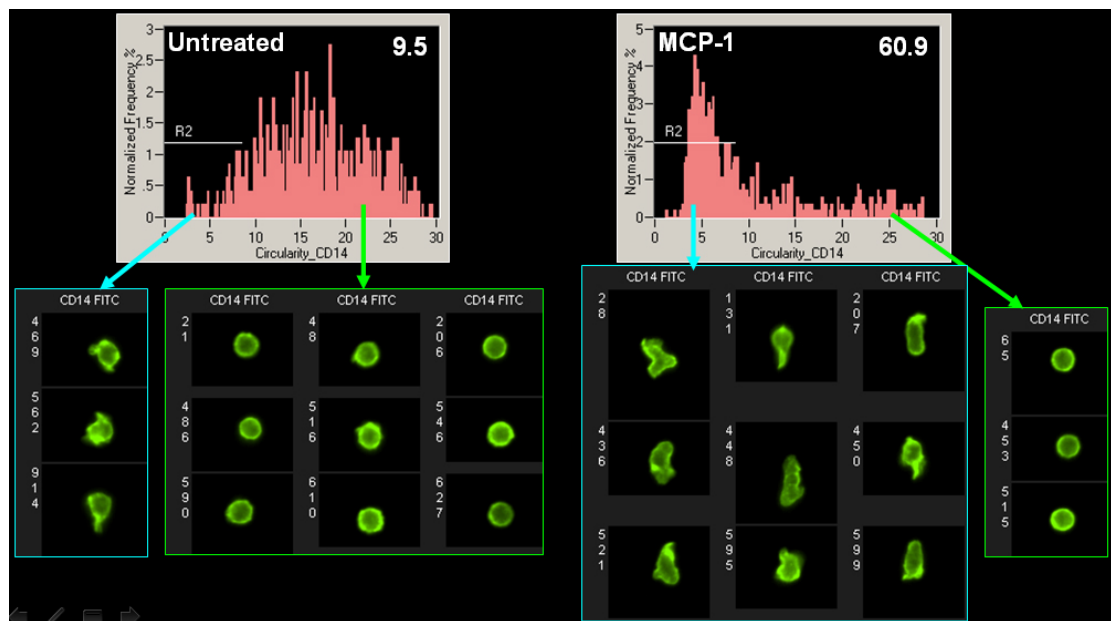 Untreated 9.5
Normalized Frequency %
3
2.5
2
1.5
1
.5
0
R2
0 5 10 15 20 25 30
Circularity_CD14
MCP-1 60.9
Normalized Frequency %
5
4
3
2
1
0
R2
0 5 10 15 20 25 30
Circularity_CD14
CD14 FITC
469
562
914
CD14 FITC CD14 FITC CD14 FITC
21 48 206
486 516 546
590 610 627
CD14 FITC CD14 FITC CD14 FITC
28 131 207
436 448 450
521 595 599
CD14 FITC
65
453
515